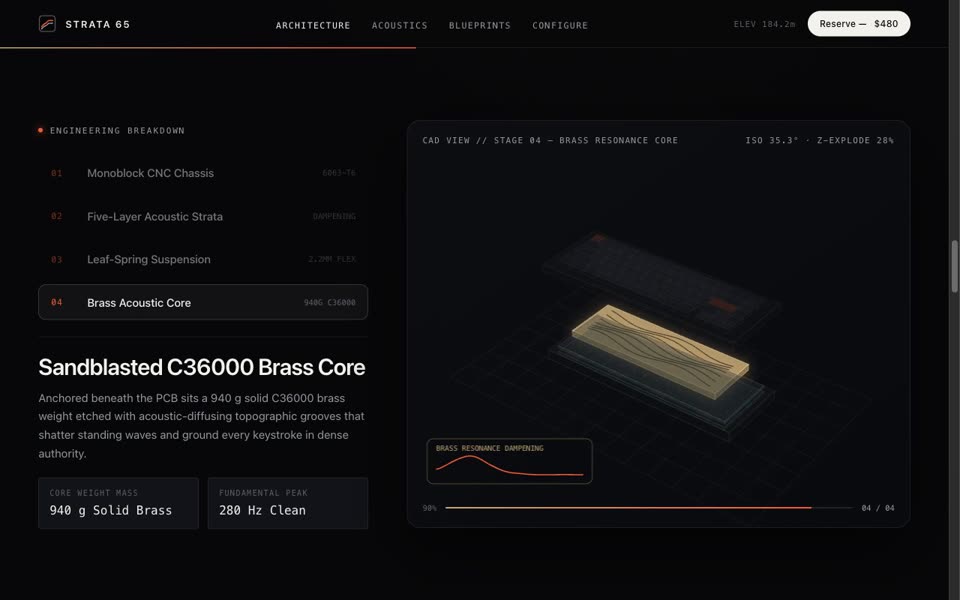 STRATA 65
ARCHITECTURE
ACOUSTICS
BLUEPRINTS
CONFIGURE
ELEV 184.2m
Reserve — $480
ENGINEERING BREAKDOWN
01 Monoblock CNC Chassis 6063-T6
02 Five-Layer Acoustic Strata DAMPENING
03 Leaf-Spring Suspension 2.2MM FLEX
04 Brass Acoustic Core 940G C36000
Sandblasted C36000 Brass Core
Anchored beneath the PCB sits a 940 g solid C36000 brass
weight etched with acoustic-diffusing topographic grooves that
shatter standing waves and ground every keystroke in dense
authority.
CORE WEIGHT MASS
940 g Solid Brass
FUNDAMENTAL PEAK
280 Hz Clean
CAD VIEW // STAGE 04 — BRASS RESONANCE CORE
ISO 35.3° · Z-EXPLODE 28%
BRASS RESONANCE DAMPENING
90%
04 / 04